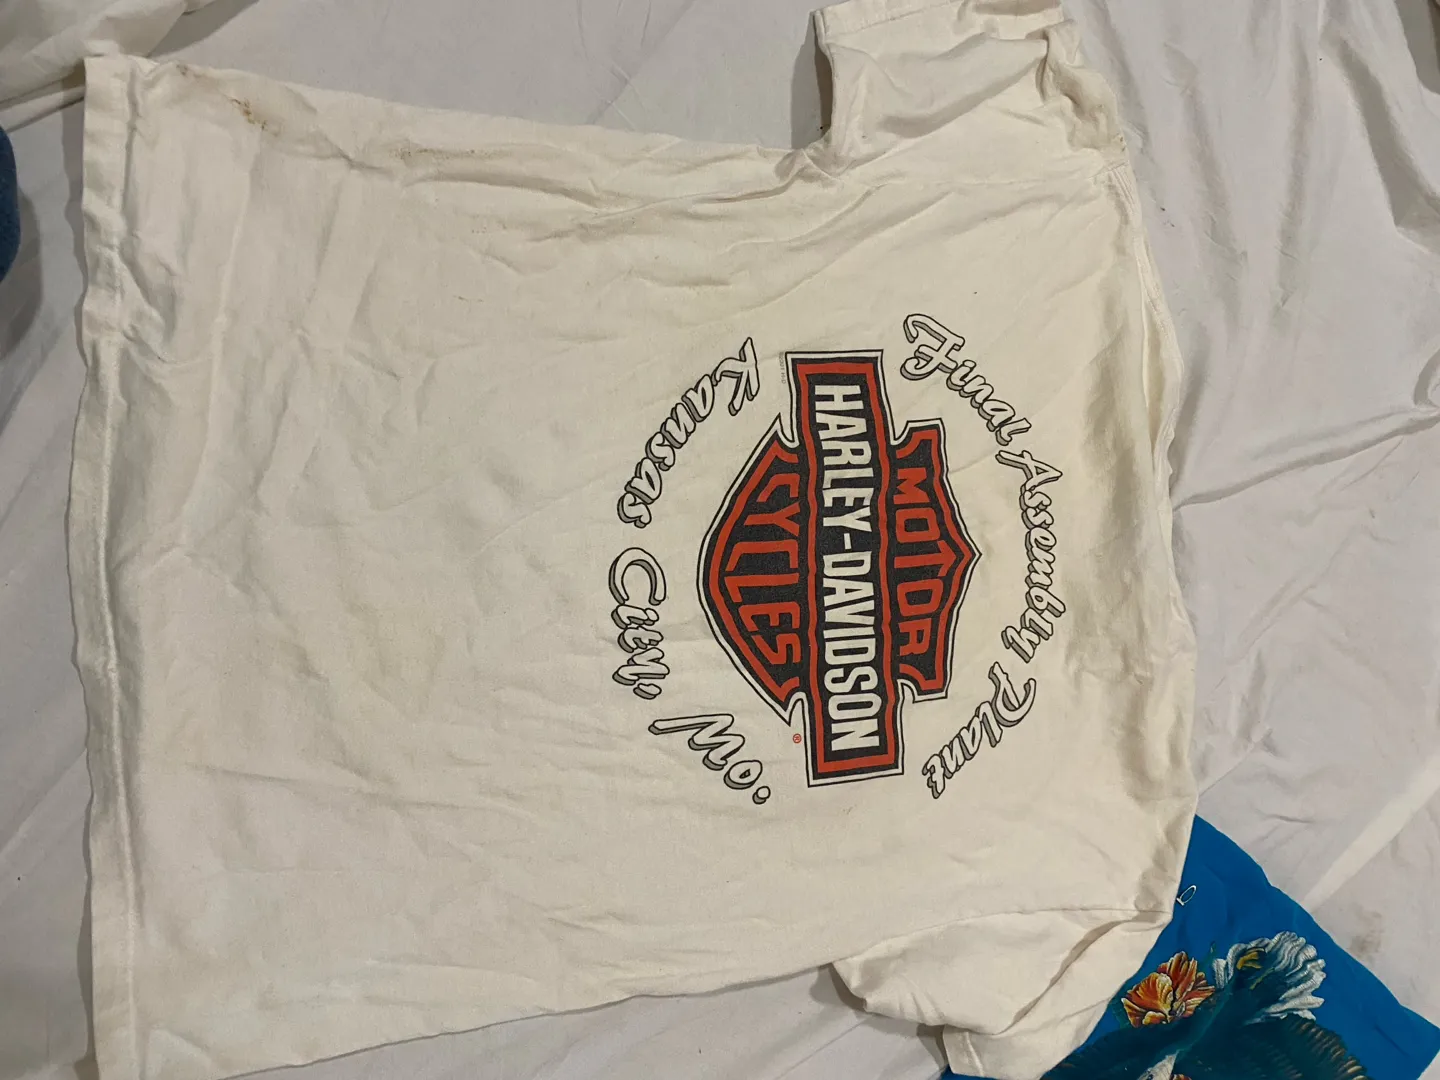 Final Assembly Plant
MOTOR
HARLEY-DAVIDSON
CYCLES
®
Kansas City, Mo.